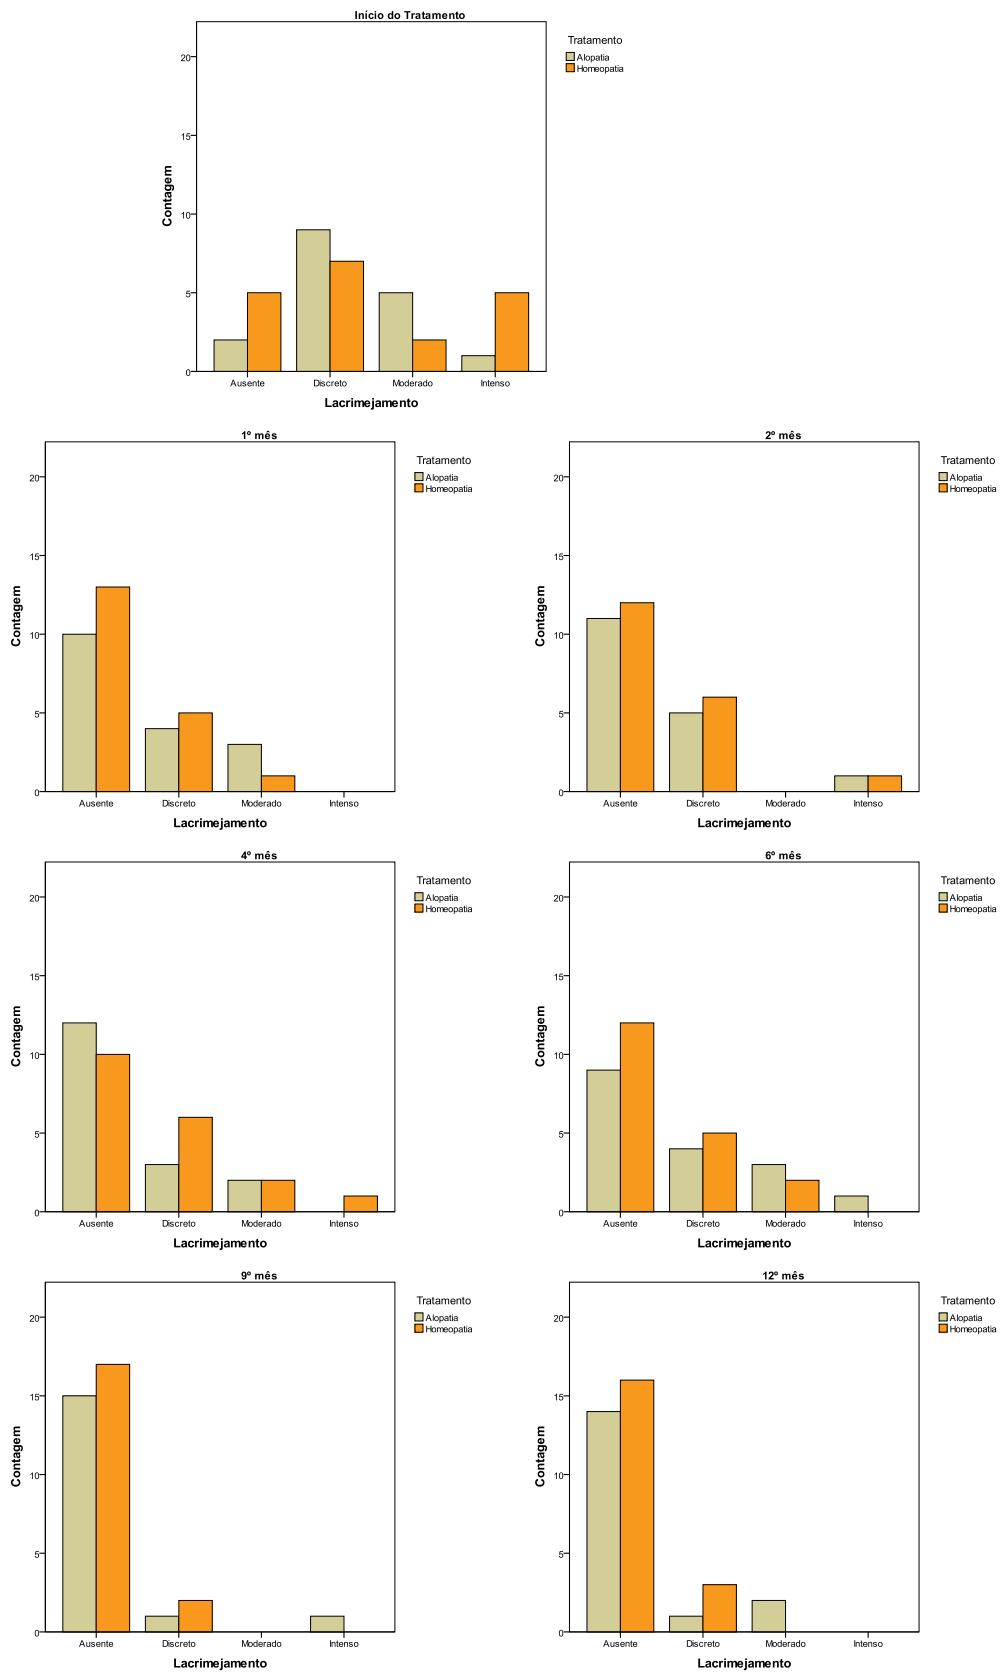 Início do Tratamento
Tratamento
Alopatia
Homeopatia
20
15
10
5
0
Contagem
Ausente Discreto Moderado Intenso
Lacrimejamento
1º mês
Tratamento
Alopatia
Homeopatia
20
15
10
5
0
Contagem
Ausente Discreto Moderado Intenso
Lacrimejamento
2º mês
Tratamento
Alopatia
Homeopatia
20
15
10
5
0
Contagem
Ausente Discreto Moderado Intenso
Lacrimejamento
4º mês
Tratamento
Alopatia
Homeopatia
20
15
10
5
0
Contagem
Ausente Discreto Moderado Intenso
Lacrimejamento
6º mês
Tratamento
Alopatia
Homeopatia
20
15
10
5
0
Contagem
Ausente Discreto Moderado Intenso
Lacrimejamento
9º mês
Tratamento
Alopatia
Homeopatia
20
15
10
5
0
Contagem
Ausente Discreto Moderado Intenso
Lacrimejamento
12º mês
Tratamento
Alopatia
Homeopatia
20
15
10
5
0
Contagem
Ausente Discreto Moderado Intenso
Lacrimejamento